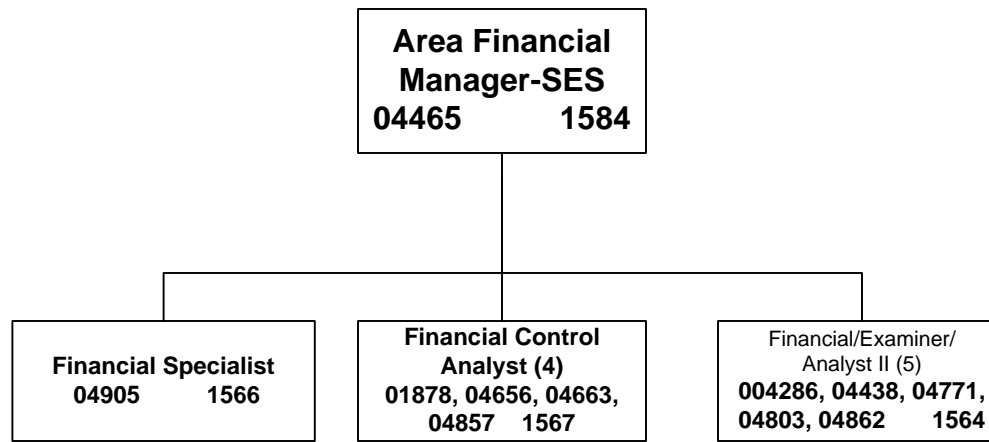 Area Financial
Manager-SES
04465 1584
Financial Specialist
04905 1566
Financial Control
Analyst (4)
01878, 04656, 04663,
04857 1567
Financial/Examiner/
Analyst II (5)
004286, 04438, 04771,
04803, 04862 1564